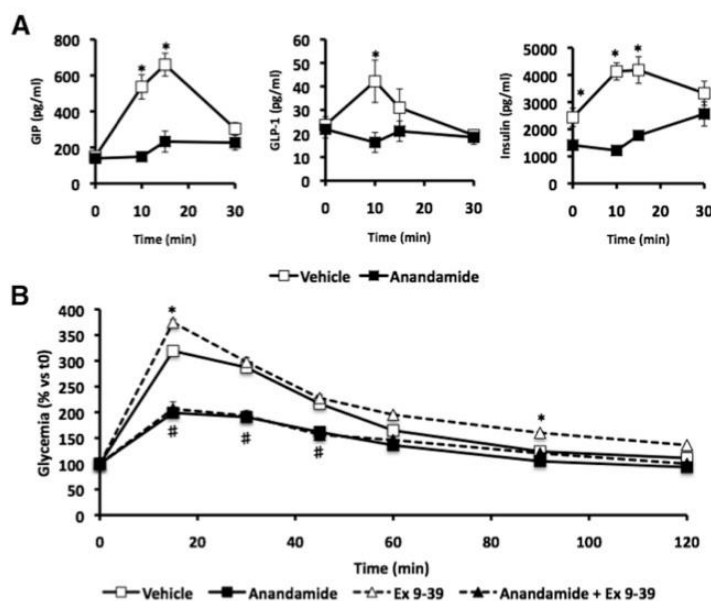 A
GIP (pg/ml)
800
600
400
200
0
* *
0 10 20 30
Time (min)
GLP-1 (pg/ml)
60
50
40
30
20
10
0
*
0 10 20 30
Time (min)
Insulin (pg/ml)
5000
4000
3000
2000
1000
0
* * *
0 10 20 30
Time (min)
Vehicle Anandamide
B
Glycemia (% vs t0)
400
350
300
250
200
150
100
50
0
* *
# # #
0 20 40 60 80 100 120
Time (min)
Vehicle Anandamide Ex 9-39 Anandamide + Ex 9-39